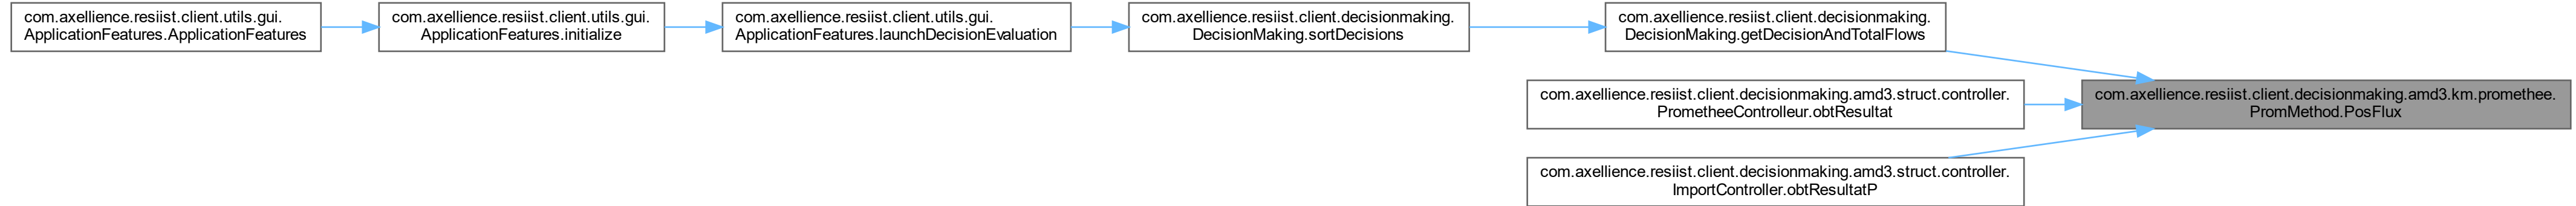 com.axellience.resiist.client.utils.gui.
ApplicationFeatures.ApplicationFeatures
com.axellience.resiist.client.utils.gui.
ApplicationFeatures.initialize
com.axellience.resiist.client.utils.gui.
ApplicationFeatures.launchDecisionEvaluation
com.axellience.resiist.client.decisionmaking.
DecisionMaking.sortDecisions
com.axellience.resiist.client.decisionmaking.
DecisionMaking.getDecisionAndTotalFlows
com.axellience.resiist.client.decisionmaking.amd3.struct.controller.
PrometheeControlleur.obtResultat
com.axellience.resiist.client.decisionmaking.amd3.km.promethee.
PromMethod.PosFlux
com.axellience.resiist.client.decisionmaking.amd3.struct.controller.
ImportController.obtResultatP